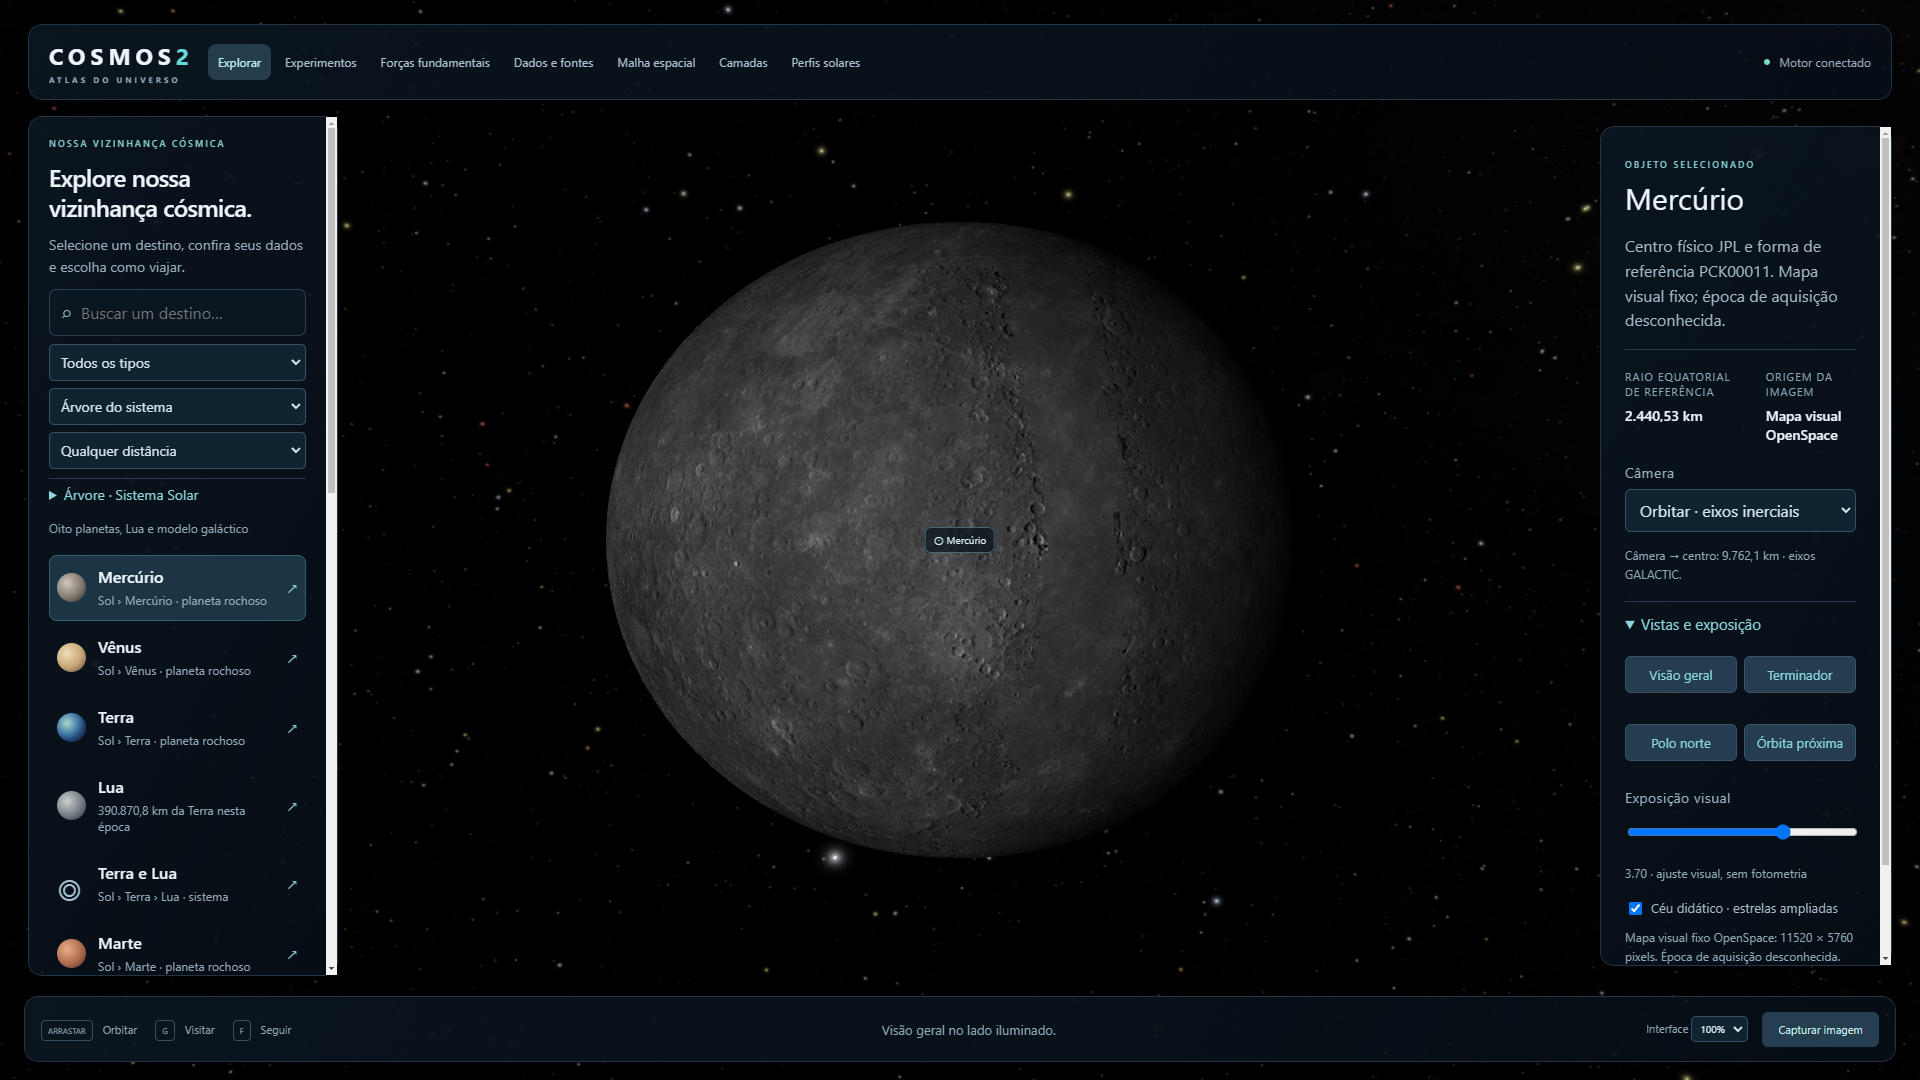 COSMOS2
ATLAS DO UNIVERSO
Explorar
Experimentos
Forças fundamentais
Dados e fontes
Malha espacial
Camadas
Perfis solares
Motor conectado
NOSSA VIZINHANÇA CÓSMICA
Explore nossa
vizinhança cósmica.
Selecione um destino, confira seus dados
e escolha como viajar.
Buscar um destino...
Todos os tipos
Árvore do sistema
Qualquer distância
Árvore · Sistema Solar
Oito planetas, Lua e modelo galáctico
Mercúrio
Sol › Mercúrio · planeta rochoso
Vênus
Sol › Vênus · planeta rochoso
Terra
Sol › Terra · planeta rochoso
Lua
390.870,8 km da Terra nesta
época
Terra e Lua
Sol › Terra › Lua · sistema
Marte
Sol › Marte · planeta rochoso
Mercúrio
OBJETO SELECIONADO
Mercúrio
Centro físico JPL e forma de
referência PCK00011. Mapa
visual fixo; época de aquisição
desconhecida.
RAIO EQUATORIAL
DE REFERÊNCIA
2.440,53 km
ORIGEM DA
IMAGEM
Mapa visual
OpenSpace
Câmera
Orbitar · eixos inerciais
Câmera → centro: 9.762,1 km · eixos
GALACTIC.
Vistas e exposição
Visão geral
Terminador
Polo norte
Órbita próxima
Exposição visual
3.70 · ajuste visual, sem fotometria
Céu didático · estrelas ampliadas
Mapa visual fixo OpenSpace: 11520 × 5760
pixels. Época de aquisição desconhecida.
ARRASTAR Orbitar G Visitar F Seguir
Visão geral no lado iluminado.
Interface 100%
Capturar imagem